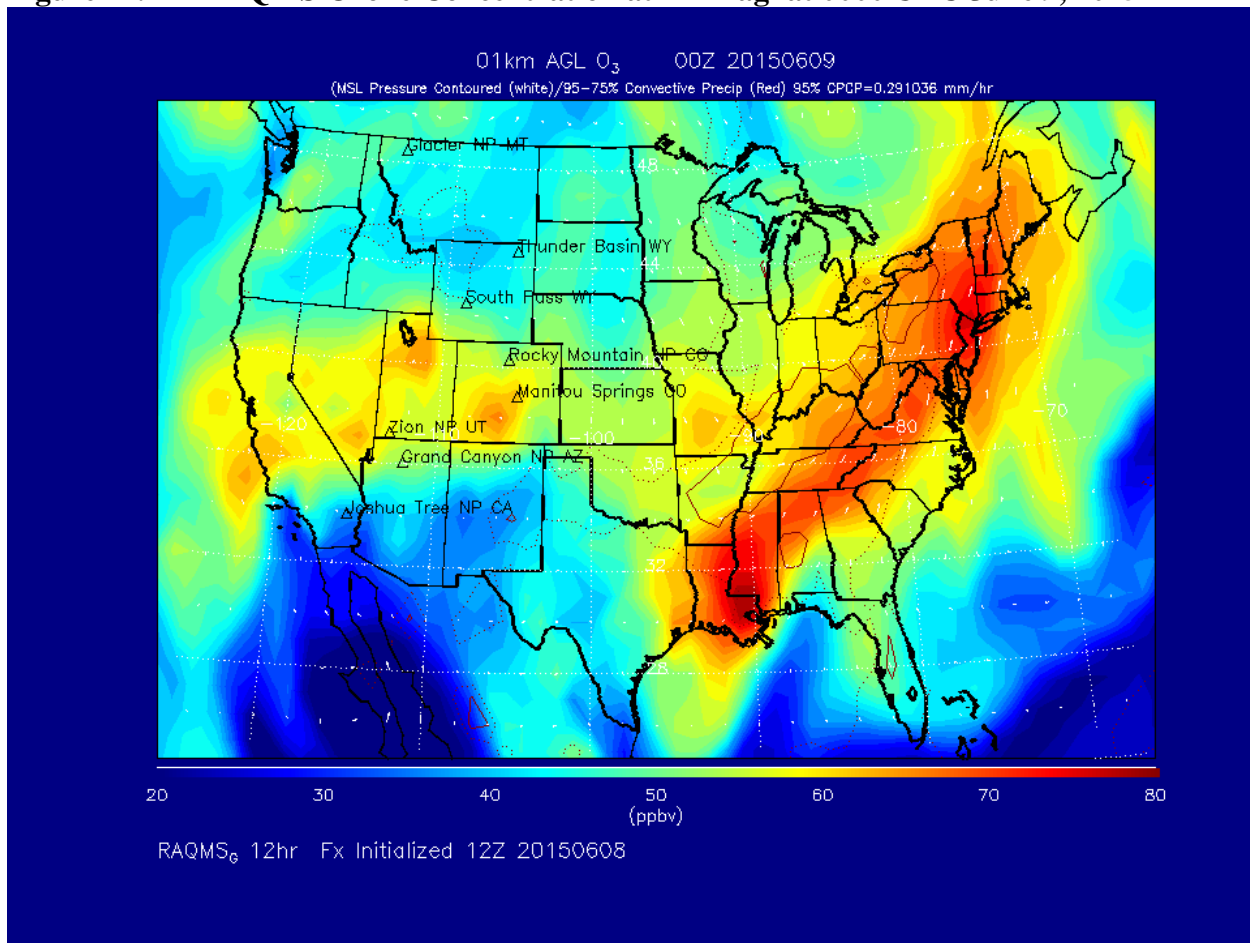 01km AGL O3 00Z 20150609
(MSL Pressure Contoured (white)/95-75% Convective Precip (Red) 95% CPCP=0.291036 mm/hr
Glacier NP MT
48
Thunder Basin WY
44
South Pass WY
Rocky Mountain NP CO
Manitou Springs CO
-120
Zion NP UT
-110
-100
-90
-80
-70
Grand Canyon NP AZ
36
Joshua Tree NP CA
32
28
20 30 40 50 60 70 80
(ppbv)
RAQMSG 12hr Fx Initialized 12Z 20150608